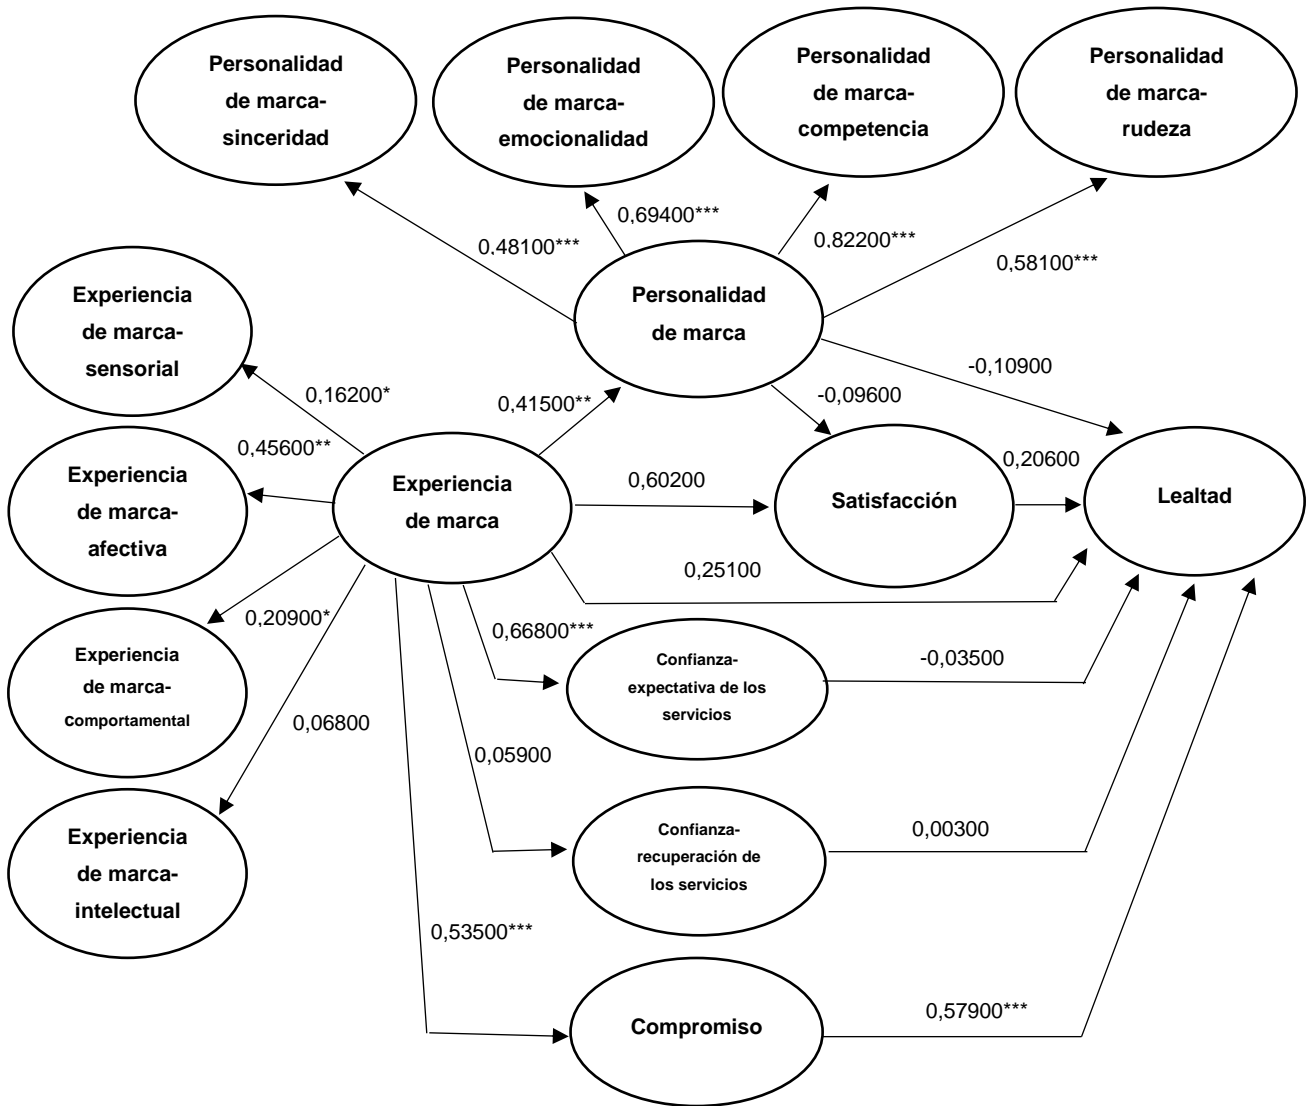 Personalidad
de marca-
sinceridad
Personalidad
de marca-
emocionalidad
Personalidad
de marca-
competencia
Personalidad
de marca-
rudeza
0,69400***
0,48100***
0,82200***
0,58100***
Experiencia
de marca-
sensorial
Personalidad
de marca
-0,10900
0,16200*
0,41500**
-0,09600
0,45600**
Experiencia
de marca-
afectiva
Experiencia
de marca
0,60200
Satisfacción
0,20600
Lealtad
0,25100
0,20900*
0,66800***
Experiencia
de marca-
comportamental
Confianza-
expectativa de los
servicios
-0,03500
0,06800
0,05900
Experiencia
de marca-
intelectual
Confianza-
recuperación de
los servicios
0,00300
0,53500***
Compromiso
0,57900***